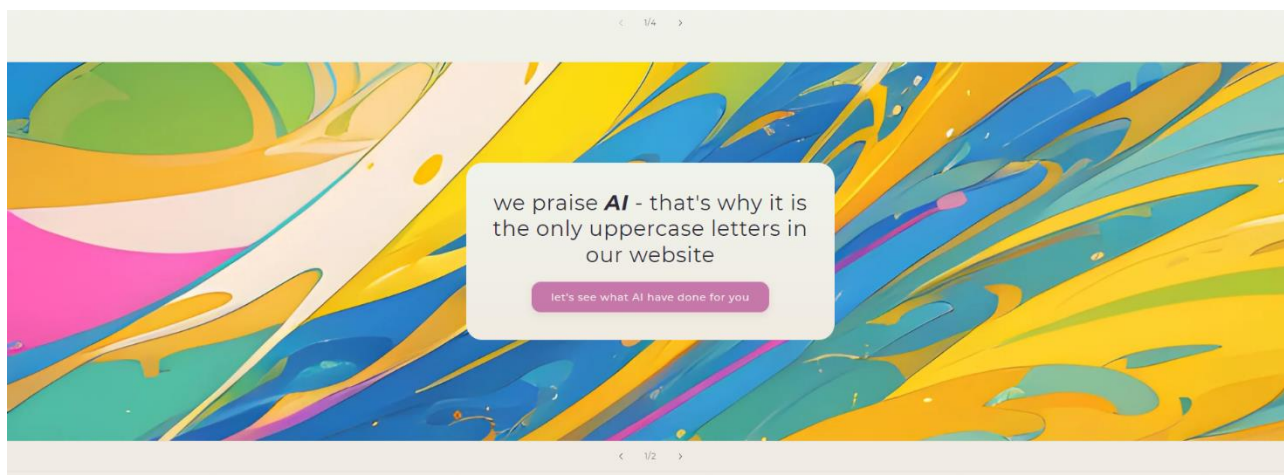 < 1/4 >
we praise AI - that's why it is
the only uppercase letters in
our website
let's see what AI have done for you
< 1/2 >